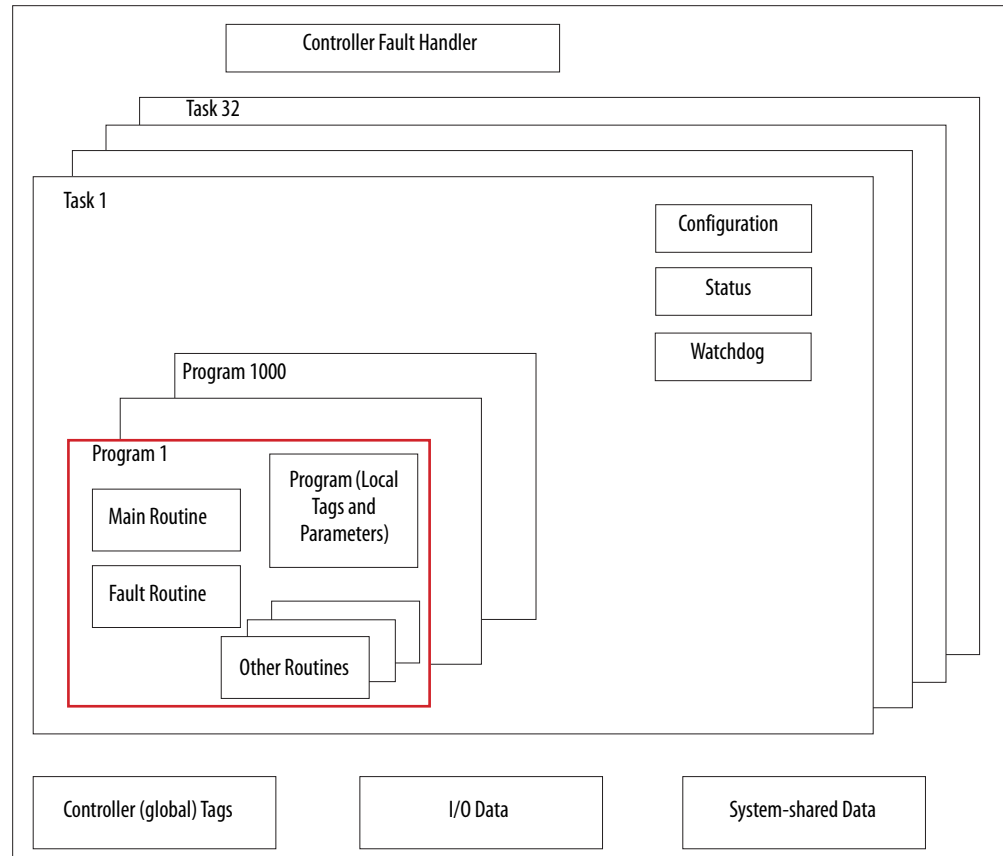 Controller Fault Handler
Task 32
Task 1
Configuration
Status
Watchdog
Program 1000
Program 1
Program (Local
Tags and
Parameters)
Main Routine
Fault Routine
Other Routines
Controller (global) Tags
I/O Data
System-shared Data